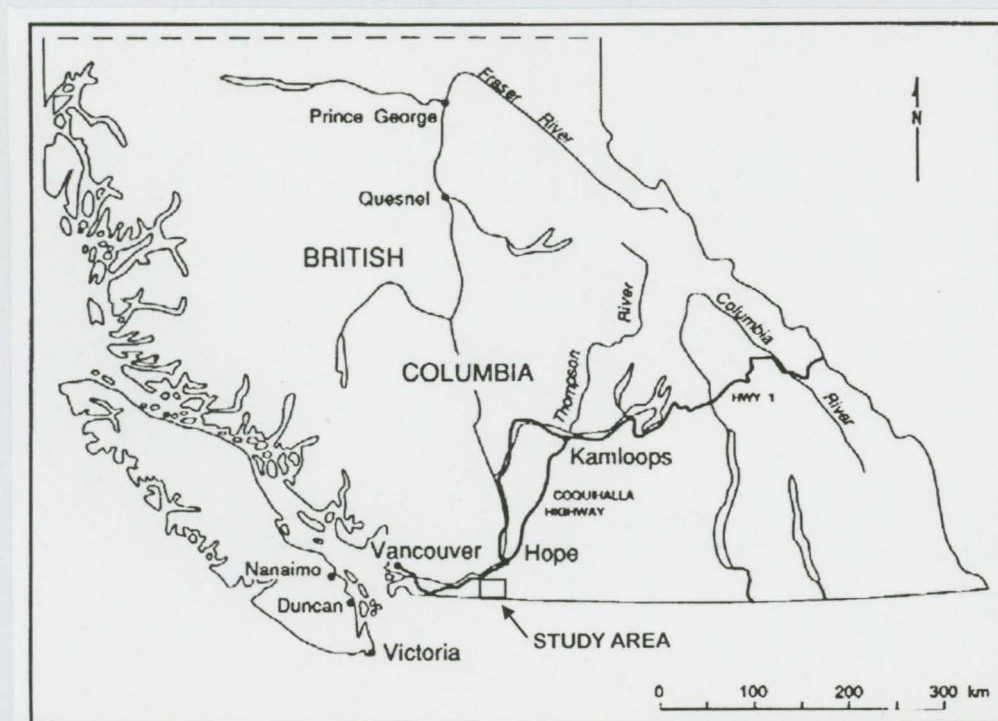 Fraser
River
N
Prince George
Quesnel
BRITISH
COLUMBIA
Thompson
River
Columbia
River
HWY 1
Kamloops
COQUIHALLA
HIGHWAY
Vancouver
Hope
Nanaimo
Duncan
Victoria
STUDY AREA
0 100 200 300 km